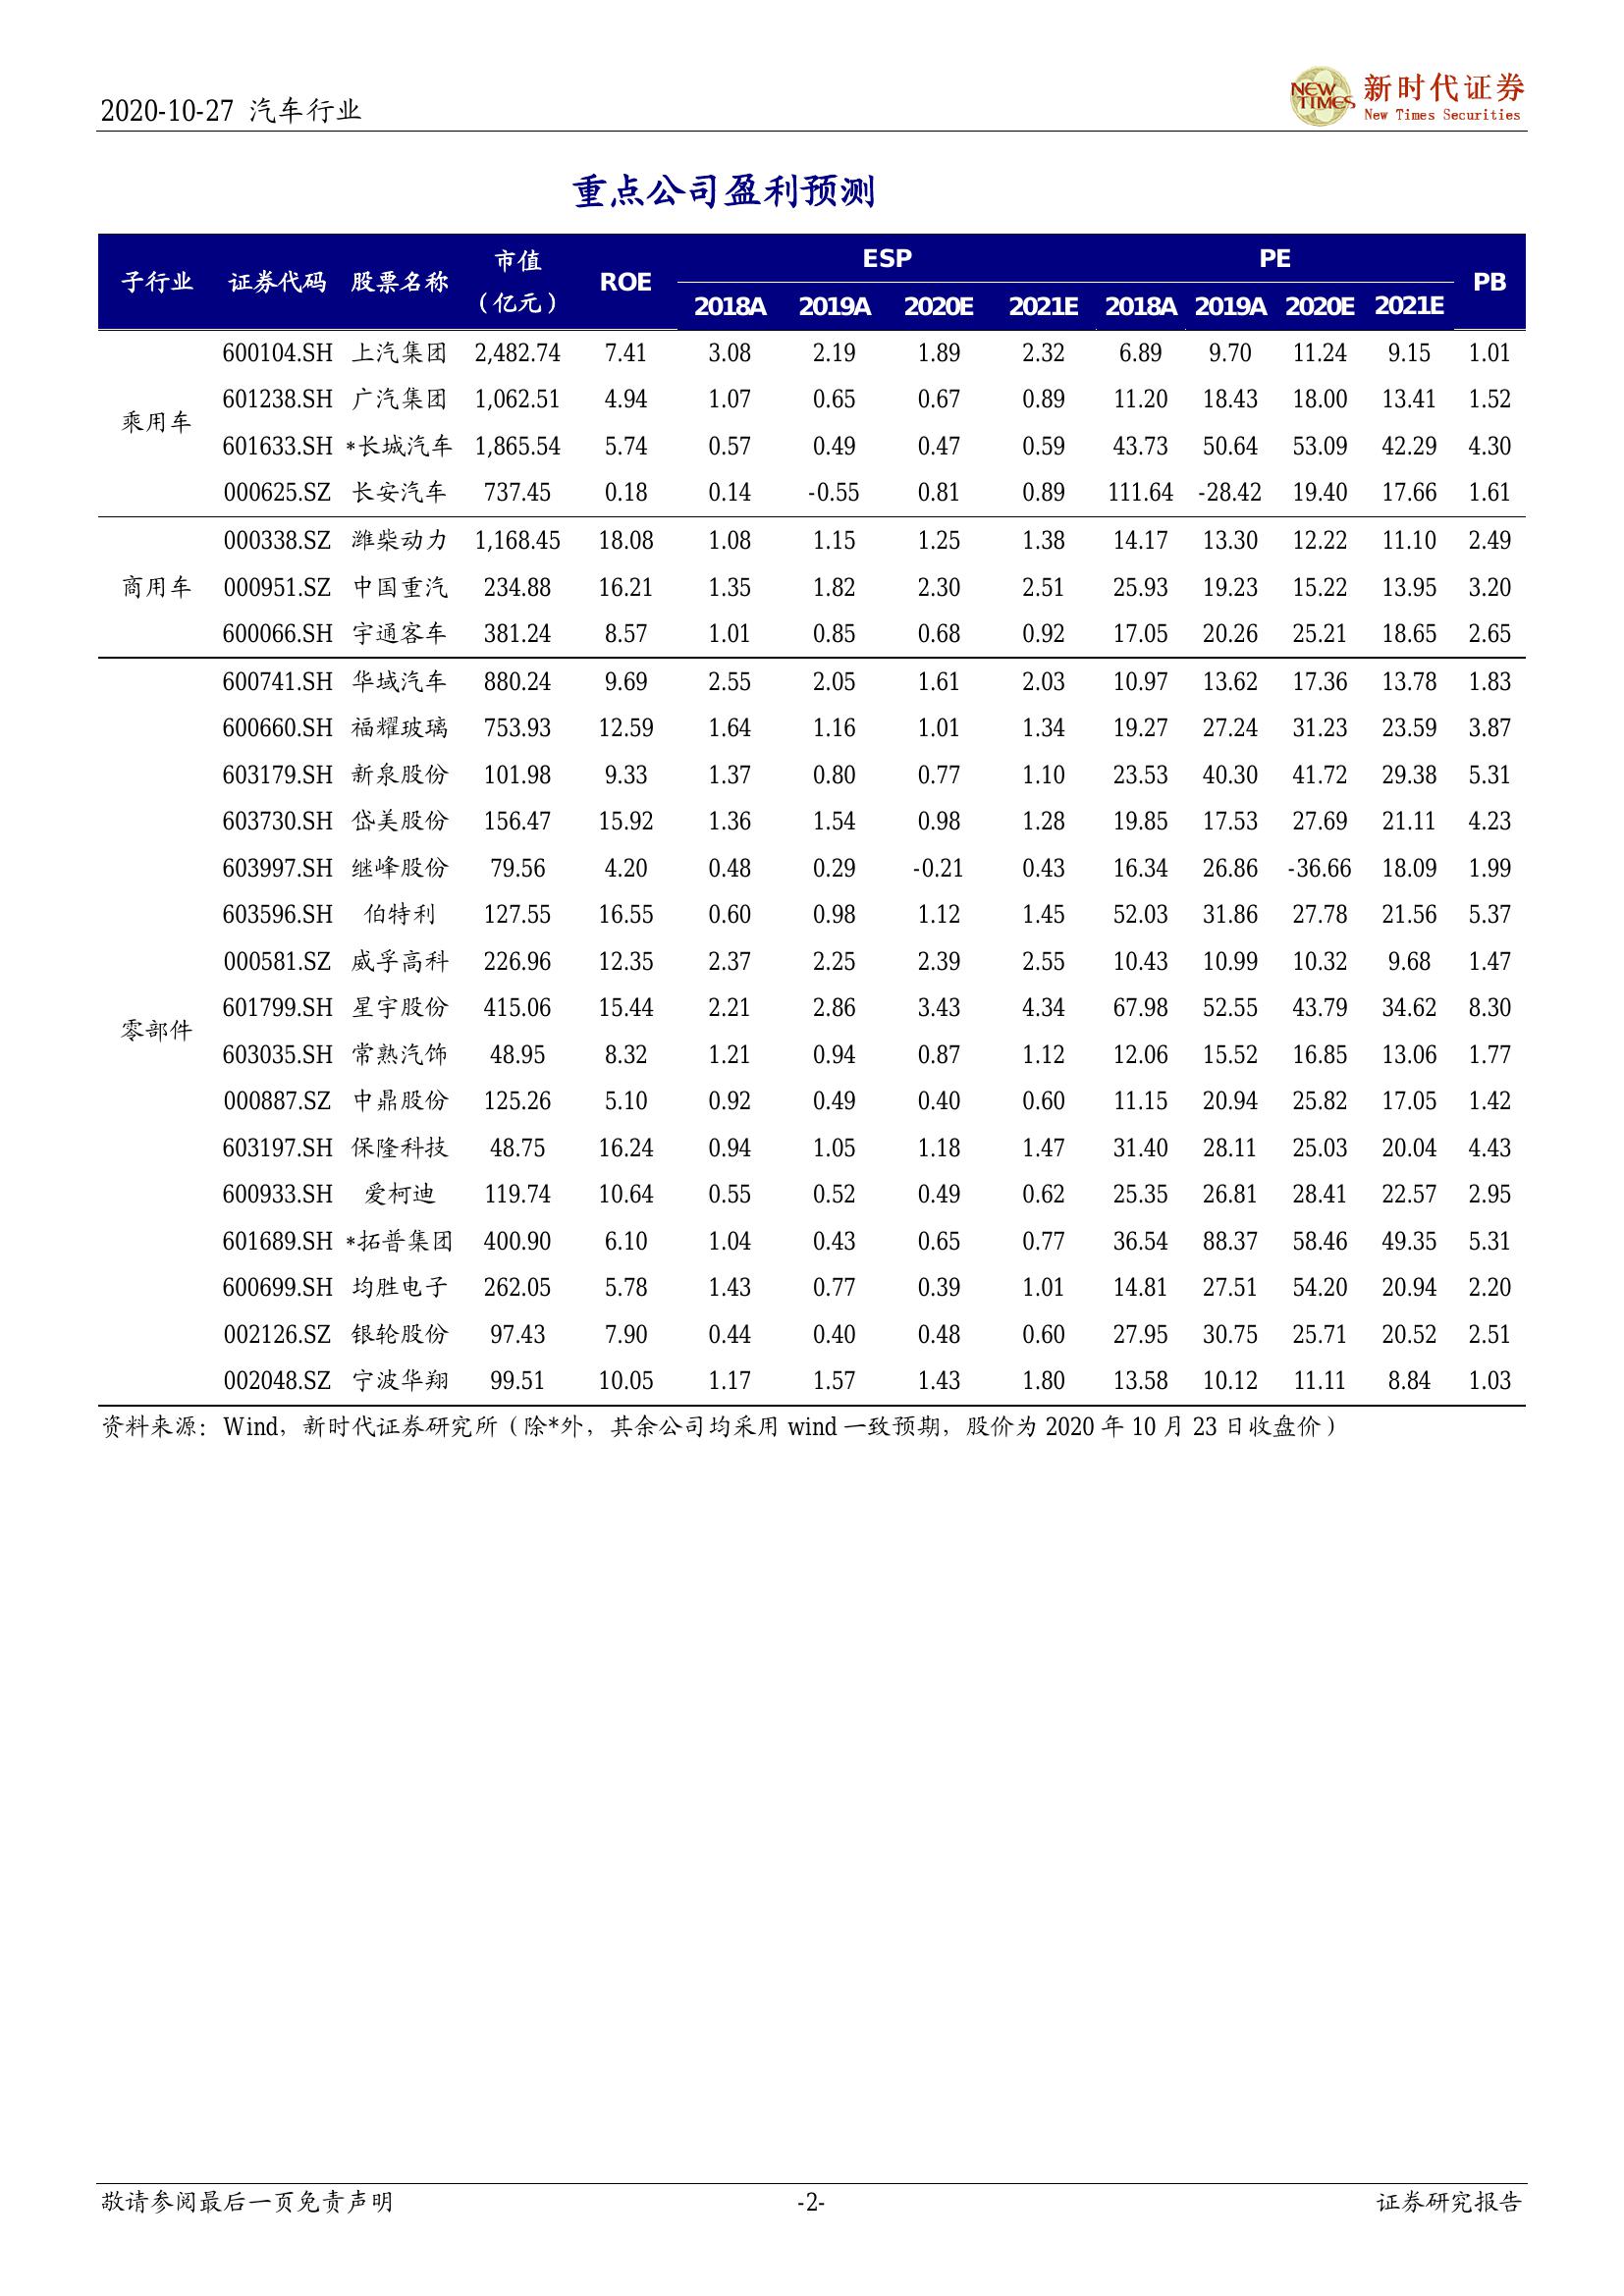 2020-10-27 汽车行业
NEW TIMES 新时代证券
New Times Securities
重点公司盈利预测
子行业 证券代码 股票名称 市值（亿元） ROE ESP PE PB
2018A 2019A 2020E 2021E 2018A 2019A 2020E 2021E
乘用车
600104.SH 上汽集团 2,482.74 7.41 3.08 2.19 1.89 2.32 6.89 9.70 11.24 9.15 1.01
601238.SH 广汽集团 1,062.51 4.94 1.07 0.65 0.67 0.89 11.20 18.43 18.00 13.41 1.52
601633.SH *长城汽车 1,865.54 5.74 0.57 0.49 0.47 0.59 43.73 50.64 53.09 42.29 4.30
000625.SZ 长安汽车 737.45 0.18 0.14 -0.55 0.81 0.89 111.64 -28.42 19.40 17.66 1.61
商用车
000338.SZ 潍柴动力 1,168.45 18.08 1.08 1.15 1.25 1.38 14.17 13.30 12.22 11.10 2.49
000951.SZ 中国重汽 234.88 16.21 1.35 1.82 2.30 2.51 25.93 19.23 15.22 13.95 3.20
600066.SH 宇通客车 381.24 8.57 1.01 0.85 0.68 0.92 17.05 20.26 25.21 18.65 2.65
零部件
600741.SH 华域汽车 880.24 9.69 2.55 2.05 1.61 2.03 10.97 13.62 17.36 13.78 1.83
600660.SH 福耀玻璃 753.93 12.59 1.64 1.16 1.01 1.34 19.27 27.24 31.23 23.59 3.87
603179.SH 新泉股份 101.98 9.33 1.37 0.80 0.77 1.10 23.53 40.30 41.72 29.38 5.31
603730.SH 岱美股份 156.47 15.92 1.36 1.54 0.98 1.28 19.85 17.53 27.69 21.11 4.23
603997.SH 继峰股份 79.56 4.20 0.48 0.29 -0.21 0.43 16.34 26.86 -36.66 18.09 1.99
603596.SH 伯特利 127.55 16.55 0.60 0.98 1.12 1.45 52.03 31.86 27.78 21.56 5.37
000581.SZ 威孚高科 226.96 12.35 2.37 2.25 2.39 2.55 10.43 10.99 10.32 9.68 1.47
601799.SH 星宇股份 415.06 15.44 2.21 2.86 3.43 4.34 67.98 52.55 43.79 34.62 8.30
603035.SH 常熟汽饰 48.95 8.32 1.21 0.94 0.87 1.12 12.06 15.52 16.85 13.06 1.77
000887.SZ 中鼎股份 125.26 5.10 0.92 0.49 0.40 0.60 11.15 20.94 25.82 17.05 1.42
603197.SH 保隆科技 48.75 16.24 0.94 1.05 1.18 1.47 31.40 28.11 25.03 20.04 4.43
600933.SH 爱柯迪 119.74 10.64 0.55 0.52 0.49 0.62 25.35 26.81 28.41 22.57 2.95
601689.SH *拓普集团 400.90 6.10 1.04 0.43 0.65 0.77 36.54 88.37 58.46 49.35 5.31
600699.SH 均胜电子 262.05 5.78 1.43 0.77 0.39 1.01 14.81 27.51 54.20 20.94 2.20
002126.SZ 银轮股份 97.43 7.90 0.44 0.40 0.48 0.60 27.95 30.75 25.71 20.52 2.51
002048.SZ 宁波华翔 99.51 10.05 1.17 1.57 1.43 1.80 13.58 10.12 11.11 8.84 1.03
资料来源：Wind，新时代证券研究所（除*外，其余公司均采用 wind 一致预期，股价为 2020 年 10 月 23 日收盘价）
敬请参阅最后一页免责声明 -2- 证券研究报告